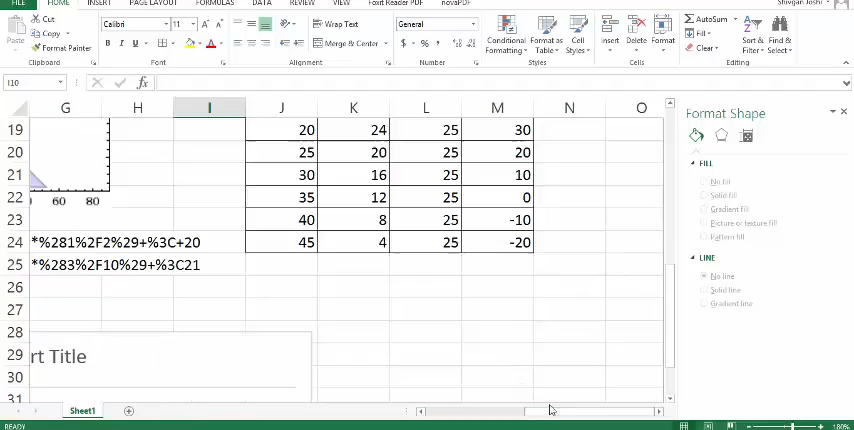 FILE HOME INSERT PAGE LAYOUT FORMULAS DATA REVIEW VIEW Foxit Reader PDF novaPDF Shivgan Joshi
Cut
Copy
Format Painter
Paste
Clipboard
Calibri 11
B I U
Font
Wrap Text
Merge & Center
Alignment
General
$ % ,
Number
Conditional Formatting
Format as Table
Cell Styles
Styles
Insert Delete Format
Cells
AutoSum
Fill
Clear
Sort & Filter
Find & Select
Editing
I10 fx
G H I J K L M N O
19 20 24 25 30
20 25 20 25 20
21 30 16 25 10
22 35 12 25 0
60 80
23 40 8 25 -10
24 *%281%2F2%29+%3C+20 45 4 25 -20
25 *%283%2F10%29+%3C21
26
27
28
29 rt Title
30
31
Format Shape
FILL
No fill
Solid fill
Gradient fill
Picture or texture fill
Pattern fill
LINE
No line
Solid line
Gradient line
Sheet1
READY 180%